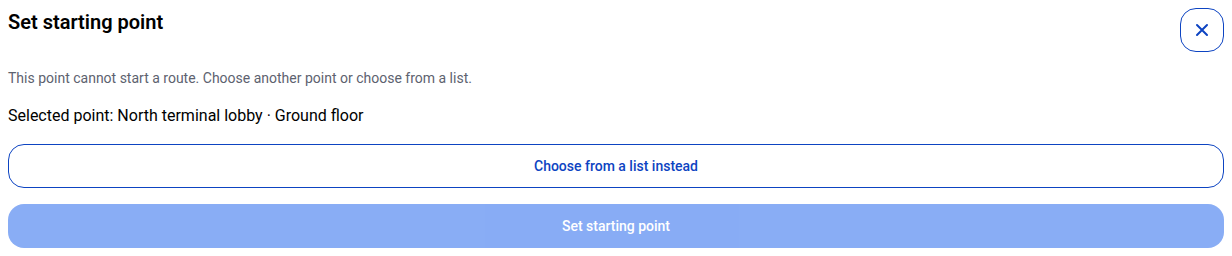 Set starting point
This point cannot start a route. Choose another point or choose from a list.
Selected point: North terminal lobby · Ground floor
Choose from a list instead
Set starting point